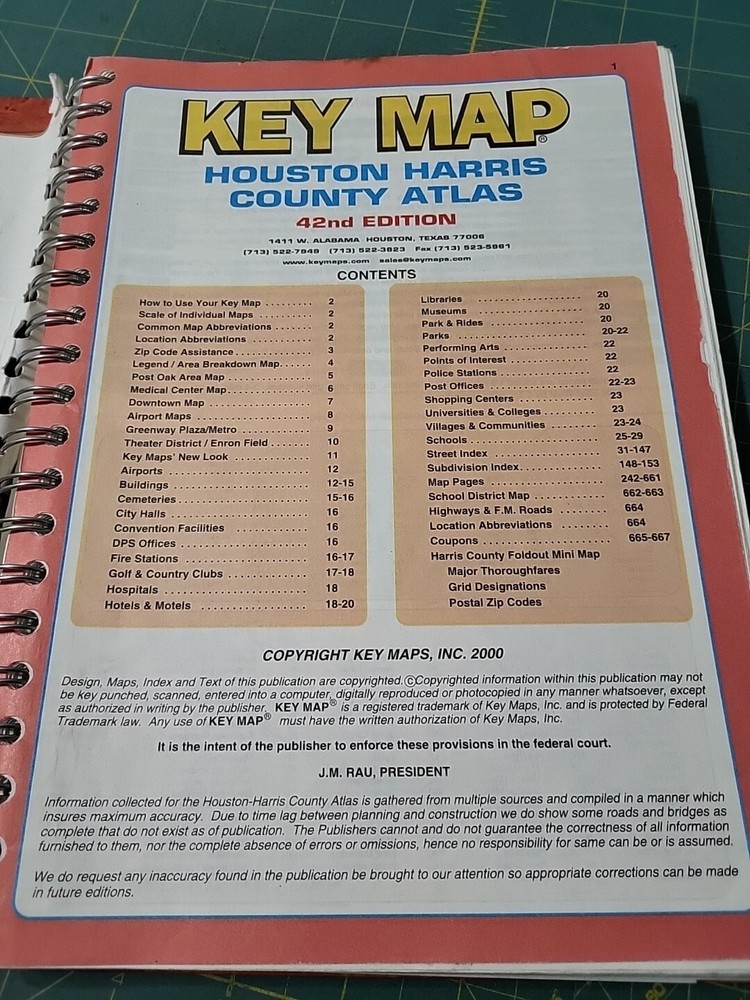 1
KEY MAP®
HOUSTON HARRIS
COUNTY ATLAS
42nd EDITION
1411 W. ALABAMA HOUSTON, TEXAS 77006
(713) 522-7949 (713) 522-3823 Fax (713) 523-5981
www.keymaps.com sales@keymaps.com
CONTENTS
How to Use Your Key Map ......... 2
Scale of Individual Maps ........... 2
Common Map Abbreviations ........ 2
Location Abbreviations ............ 2
Zip Code Assistance ............... 3
Legend / Area Breakdown Map...... 4
Post Oak Area Map ................ 5
Medical Center Map................ 6
Downtown Map .................... 7
Airport Maps ...................... 8
Greenway Plaza/Metro ............. 9
Theater District / Enron Field ....... 10
Key Maps' New Look .............. 11
Airports .......................... 12
Buildings ......................... 12-15
Cemeteries ....................... 15-16
City Halls ........................ 16
Convention Facilities .............. 16
DPS Offices ....................... 16
Fire Stations ...................... 16-17
Golf & Country Clubs .............. 17-18
Hospitals ......................... 18
Hotels & Motels ................... 18-20
Libraries ......................... 20
Museums ......................... 20
Park & Rides ...................... 20
Parks ............................ 20-22
Performing Arts ................... 22
Points of Interest .................. 22
Police Stations .................... 22
Post Offices ....................... 22-23
Shopping Centers ................. 23
Universities & Colleges............. 23
Villages & Communities ............ 23-24
Schools .......................... 25-29
Street Index ....................... 31-147
Subdivision Index.................. 148-153
Map Pages ........................ 242-661
School District Map ................ 662-663
Highways & F.M. Roads ............ 664
Location Abbreviations ............ 664
Coupons ......................... 665-667
Harris County Foldout Mini Map
Major Thoroughfares
Grid Designations
Postal Zip Codes
COPYRIGHT KEY MAPS, INC. 2000
Design, Maps, Index and Text of this publication are copyrighted.©Copyrighted information within this publication may not
be key punched, scanned, entered into a computer, digitally reproduced or photocopied in any manner whatsoever, except
as authorized in writing by the publisher. KEY MAP® is a registered trademark of Key Maps, Inc. and is protected by Federal
Trademark law. Any use of KEY MAP® must have the written authorization of Key Maps, Inc.
It is the intent of the publisher to enforce these provisions in the federal court.
J.M. RAU, PRESIDENT
Information collected for the Houston-Harris County Atlas is gathered from multiple sources and compiled in a manner which
insures maximum accuracy. Due to time lag between planning and construction we do show some roads and bridges as
complete that do not exist as of publication. The Publishers cannot and do not guarantee the correctness of all information
furnished to them, nor the complete absence of errors or omissions, hence no responsibility for same can be or is assumed.
We do request any inaccuracy found in the publication be brought to our attention so appropriate corrections can be made
in future editions.